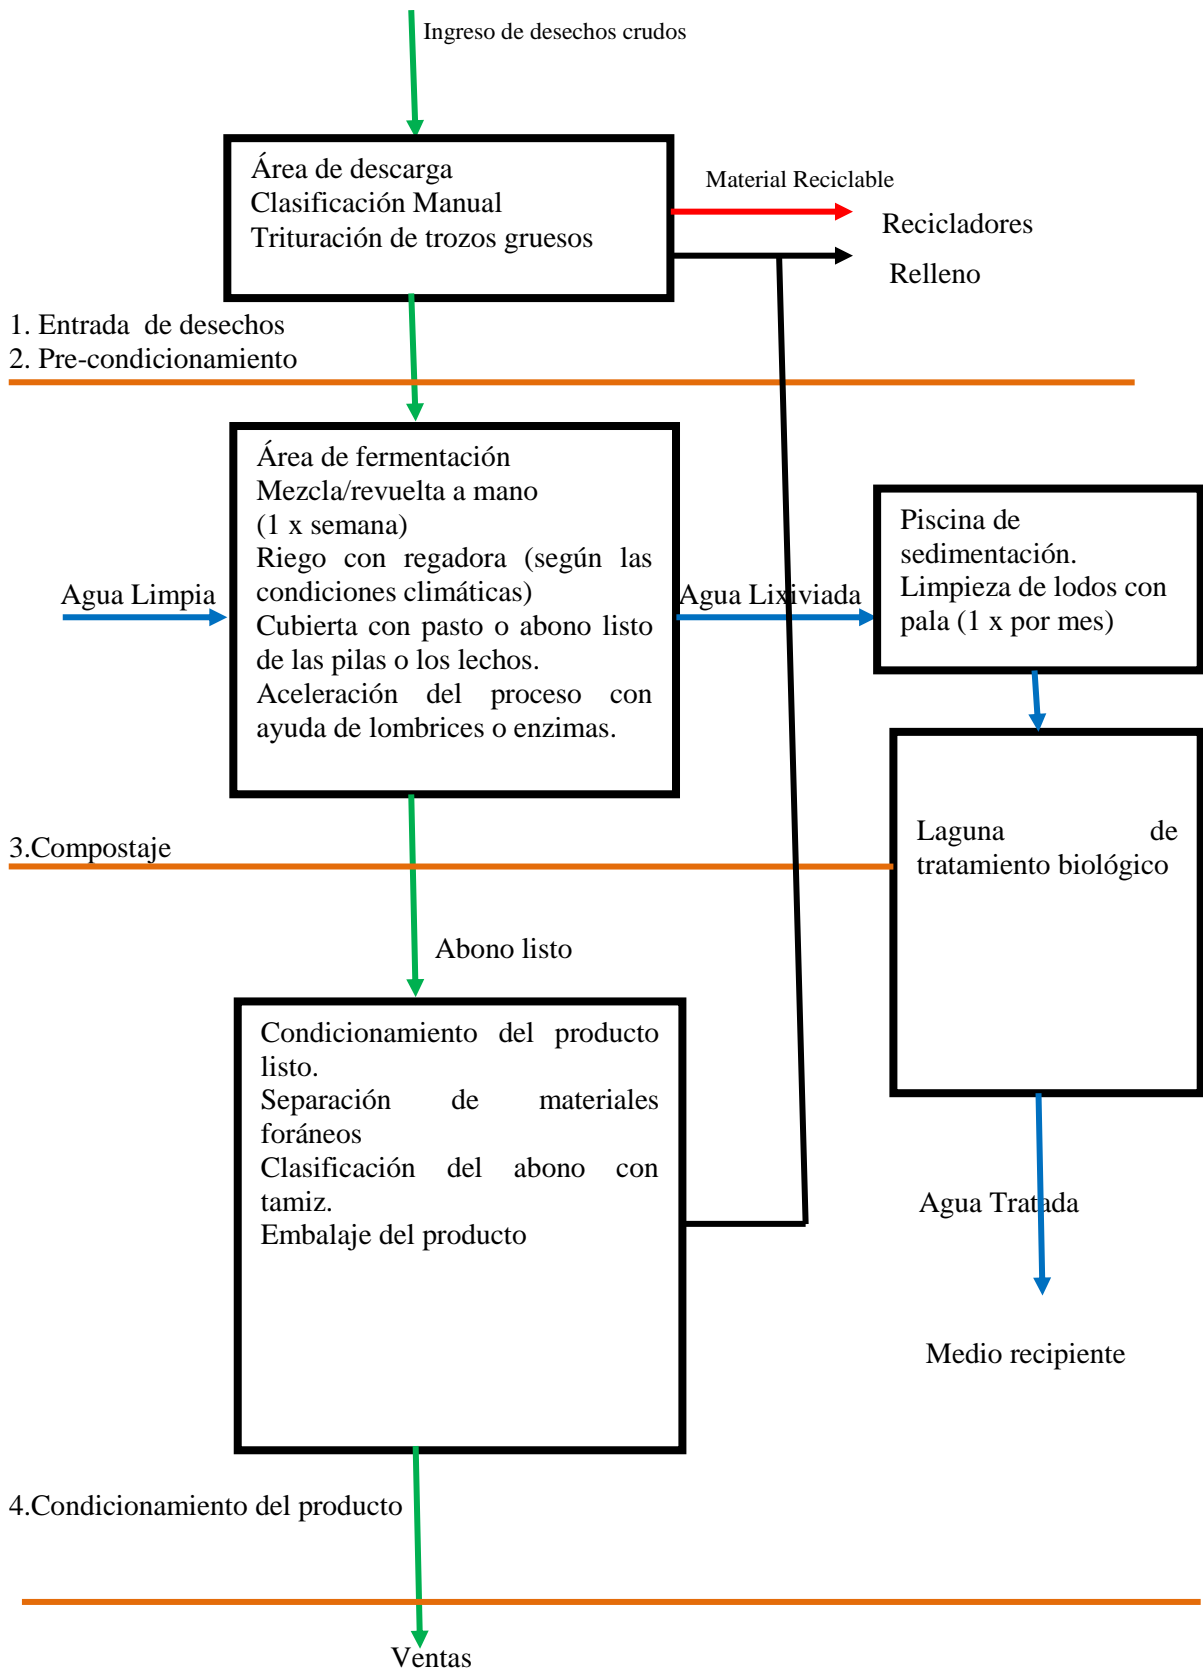 Ingreso de desechos crudos
Área de descarga
Clasificación Manual
Trituración de trozos gruesos
Material Reciclable
Recicladores
Relleno
1. Entrada de desechos
2. Pre-condicionamiento
Área de fermentación
Mezcla/revuelta a mano
(1 x semana)
Riego con regadora (según las
condiciones climáticas)
Cubierta con pasto o abono listo
de las pilas o los lechos.
Aceleración del proceso con
ayuda de lombrices o enzimas.
Agua Limpia
Agua Lixiviada
Piscina de
sedimentación.
Limpieza de lodos con
pala (1 x por mes)
Laguna de
tratamiento biológico
3.Compostaje
Abono listo
Condicionamiento del producto
listo.
Separación de materiales
foráneos
Clasificación del abono con
tamiz.
Embalaje del producto
Agua Tratada
Medio recipiente
4.Condicionamiento del producto
Ventas